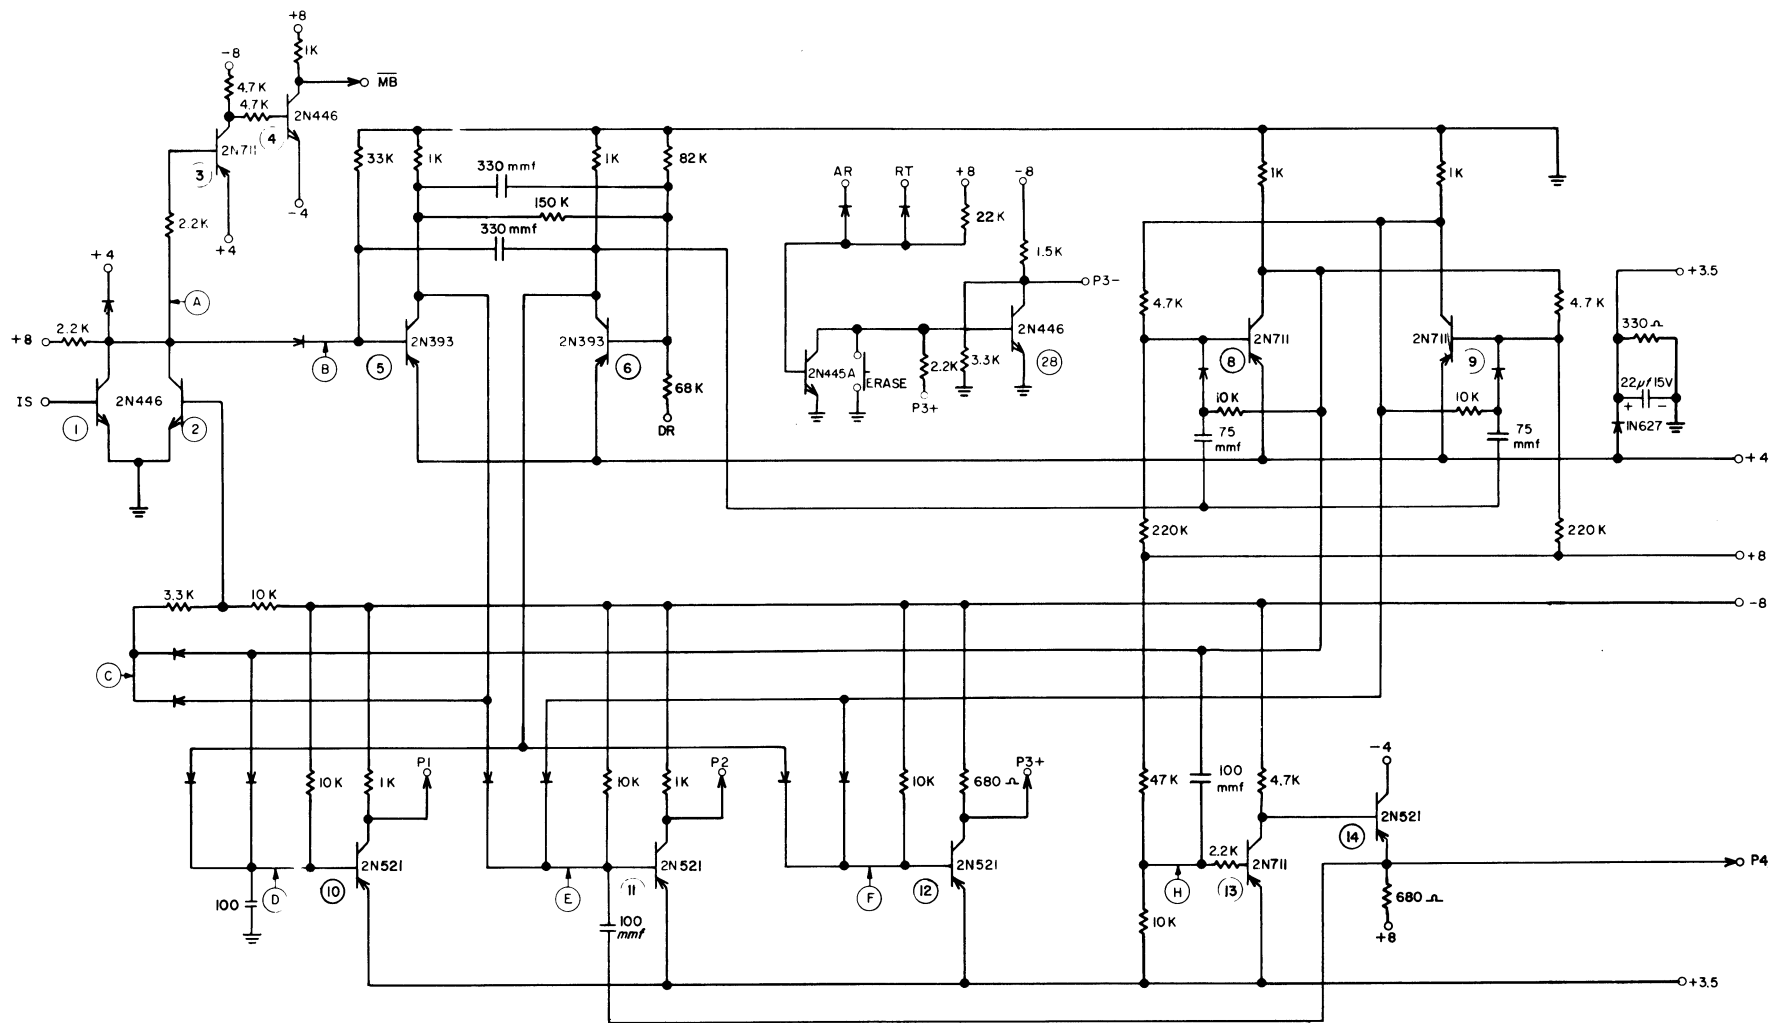 +8
1K
-8
MB
4.7K
4.7K
2N446
4
2N711
3
-4
2.2K
+4
+4
A
2.2K
+8
B
IS
2N446
1
2
33K
1K
1K
82K
330 mmf
150 K
330 mmf
2N393
5
2N393
6
68K
DR
AR
RT
+8
-8
22K
1.5K
P3-
2N446
2N445A
ERASE
2.2K
3.3K
28
P3+
1K
1K
4.7K
4.7K
2N711
8
2N711
9
10K
10K
75
mmf
75
mmf
+3.5
330 Ω
22µf 15V
+ -
1N627
+4
220K
220K
+8
3.3K
10K
-8
C
P1
P2
P3+
10K
1K
10K
1K
10K
680 Ω
47K
100
mmf
4.7K
-4
2N521
14
2N521
2N521
2N521
2.2K
2N711
P4
D
10
E
11
F
12
H
13
100
100
mmf
10K
680 Ω
+8
+3.5